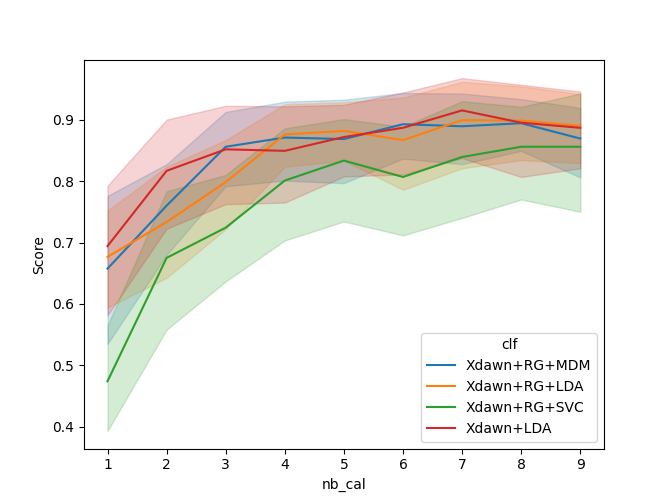 0.9
0.8
0.7
0.6
0.5
0.4
Score
1 2 3 4 5 6 7 8 9
nb_cal
clf
Xdawn+RG+MDM
Xdawn+RG+LDA
Xdawn+RG+SVC
Xdawn+LDA